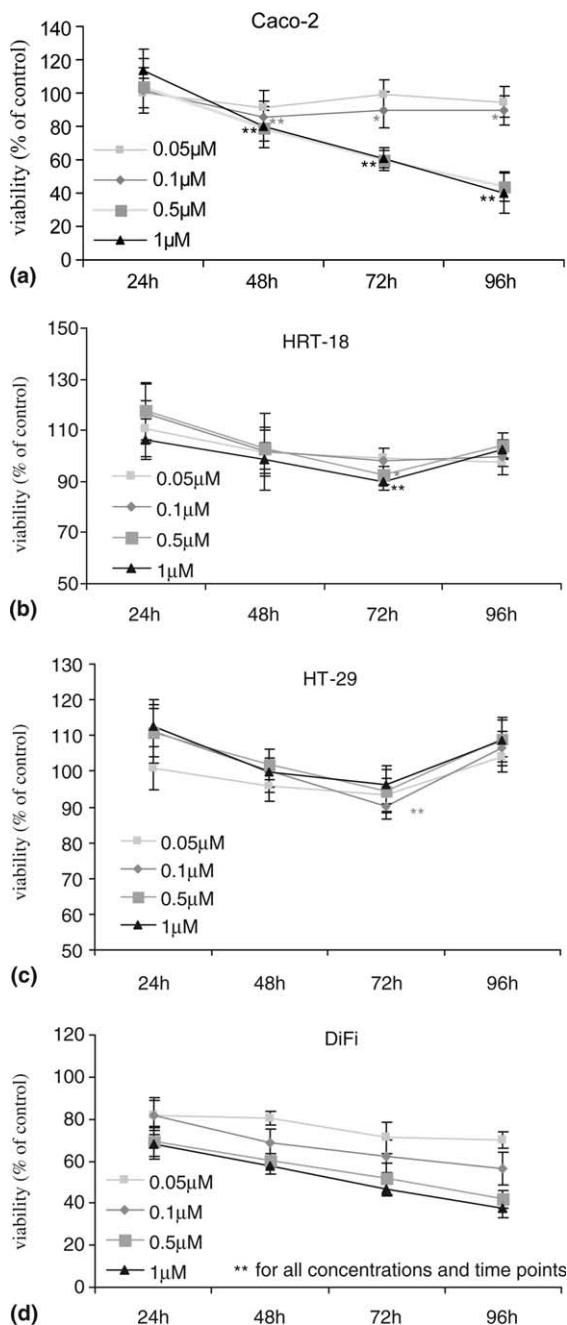 Caco-2
viability (% of control)
140
120
100
80
60
40
20
0
**
**
*
**
*
**
0.05µM
0.1µM
0.5µM
1µM
24h 48h 72h 96h
(a)
HRT-18
viability (% of control)
150
130
110
90
70
50
*
**
0.05µM
0.1µM
0.5µM
1µM
24h 48h 72h 96h
(b)
HT-29
viability (% of control)
130
120
110
100
90
80
70
60
50
**
0.05µM
0.1µM
0.5µM
1µM
24h 48h 72h 96h
(c)
DiFi
viability (% of control)
120
100
80
60
40
20
0
0.05µM
0.1µM
0.5µM
1µM
** for all concentrations and time points
24h 48h 72h 96h
(d)